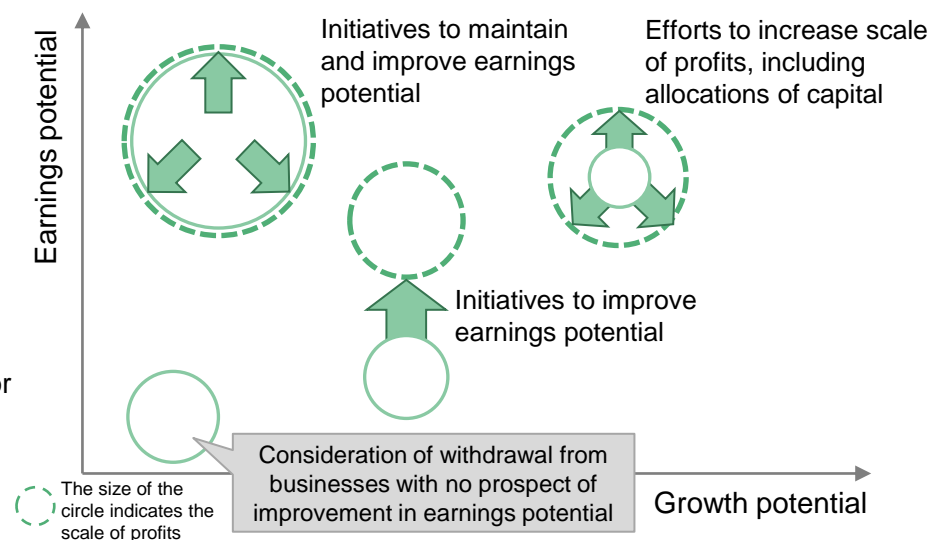 Initiatives to maintain
and improve earnings
potential
Efforts to increase scale
of profits, including
allocations of capital
Earnings potential
Initiatives to improve
earnings potential
or
Consideration of withdrawal from
businesses with no prospect of
improvement in earnings potential
Growth potential
The size of the
circle indicates the
scale of profits